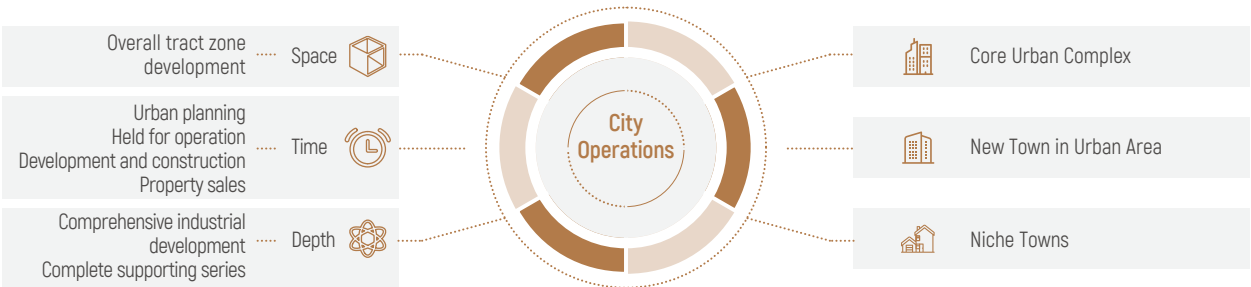 Overall tract zone
development
Space
Urban planning
Held for operation
Development and construction
Property sales
Time
Comprehensive industrial
development
Complete supporting series
Depth
City
Operations
Core Urban Complex
New Town in Urban Area
Niche Towns